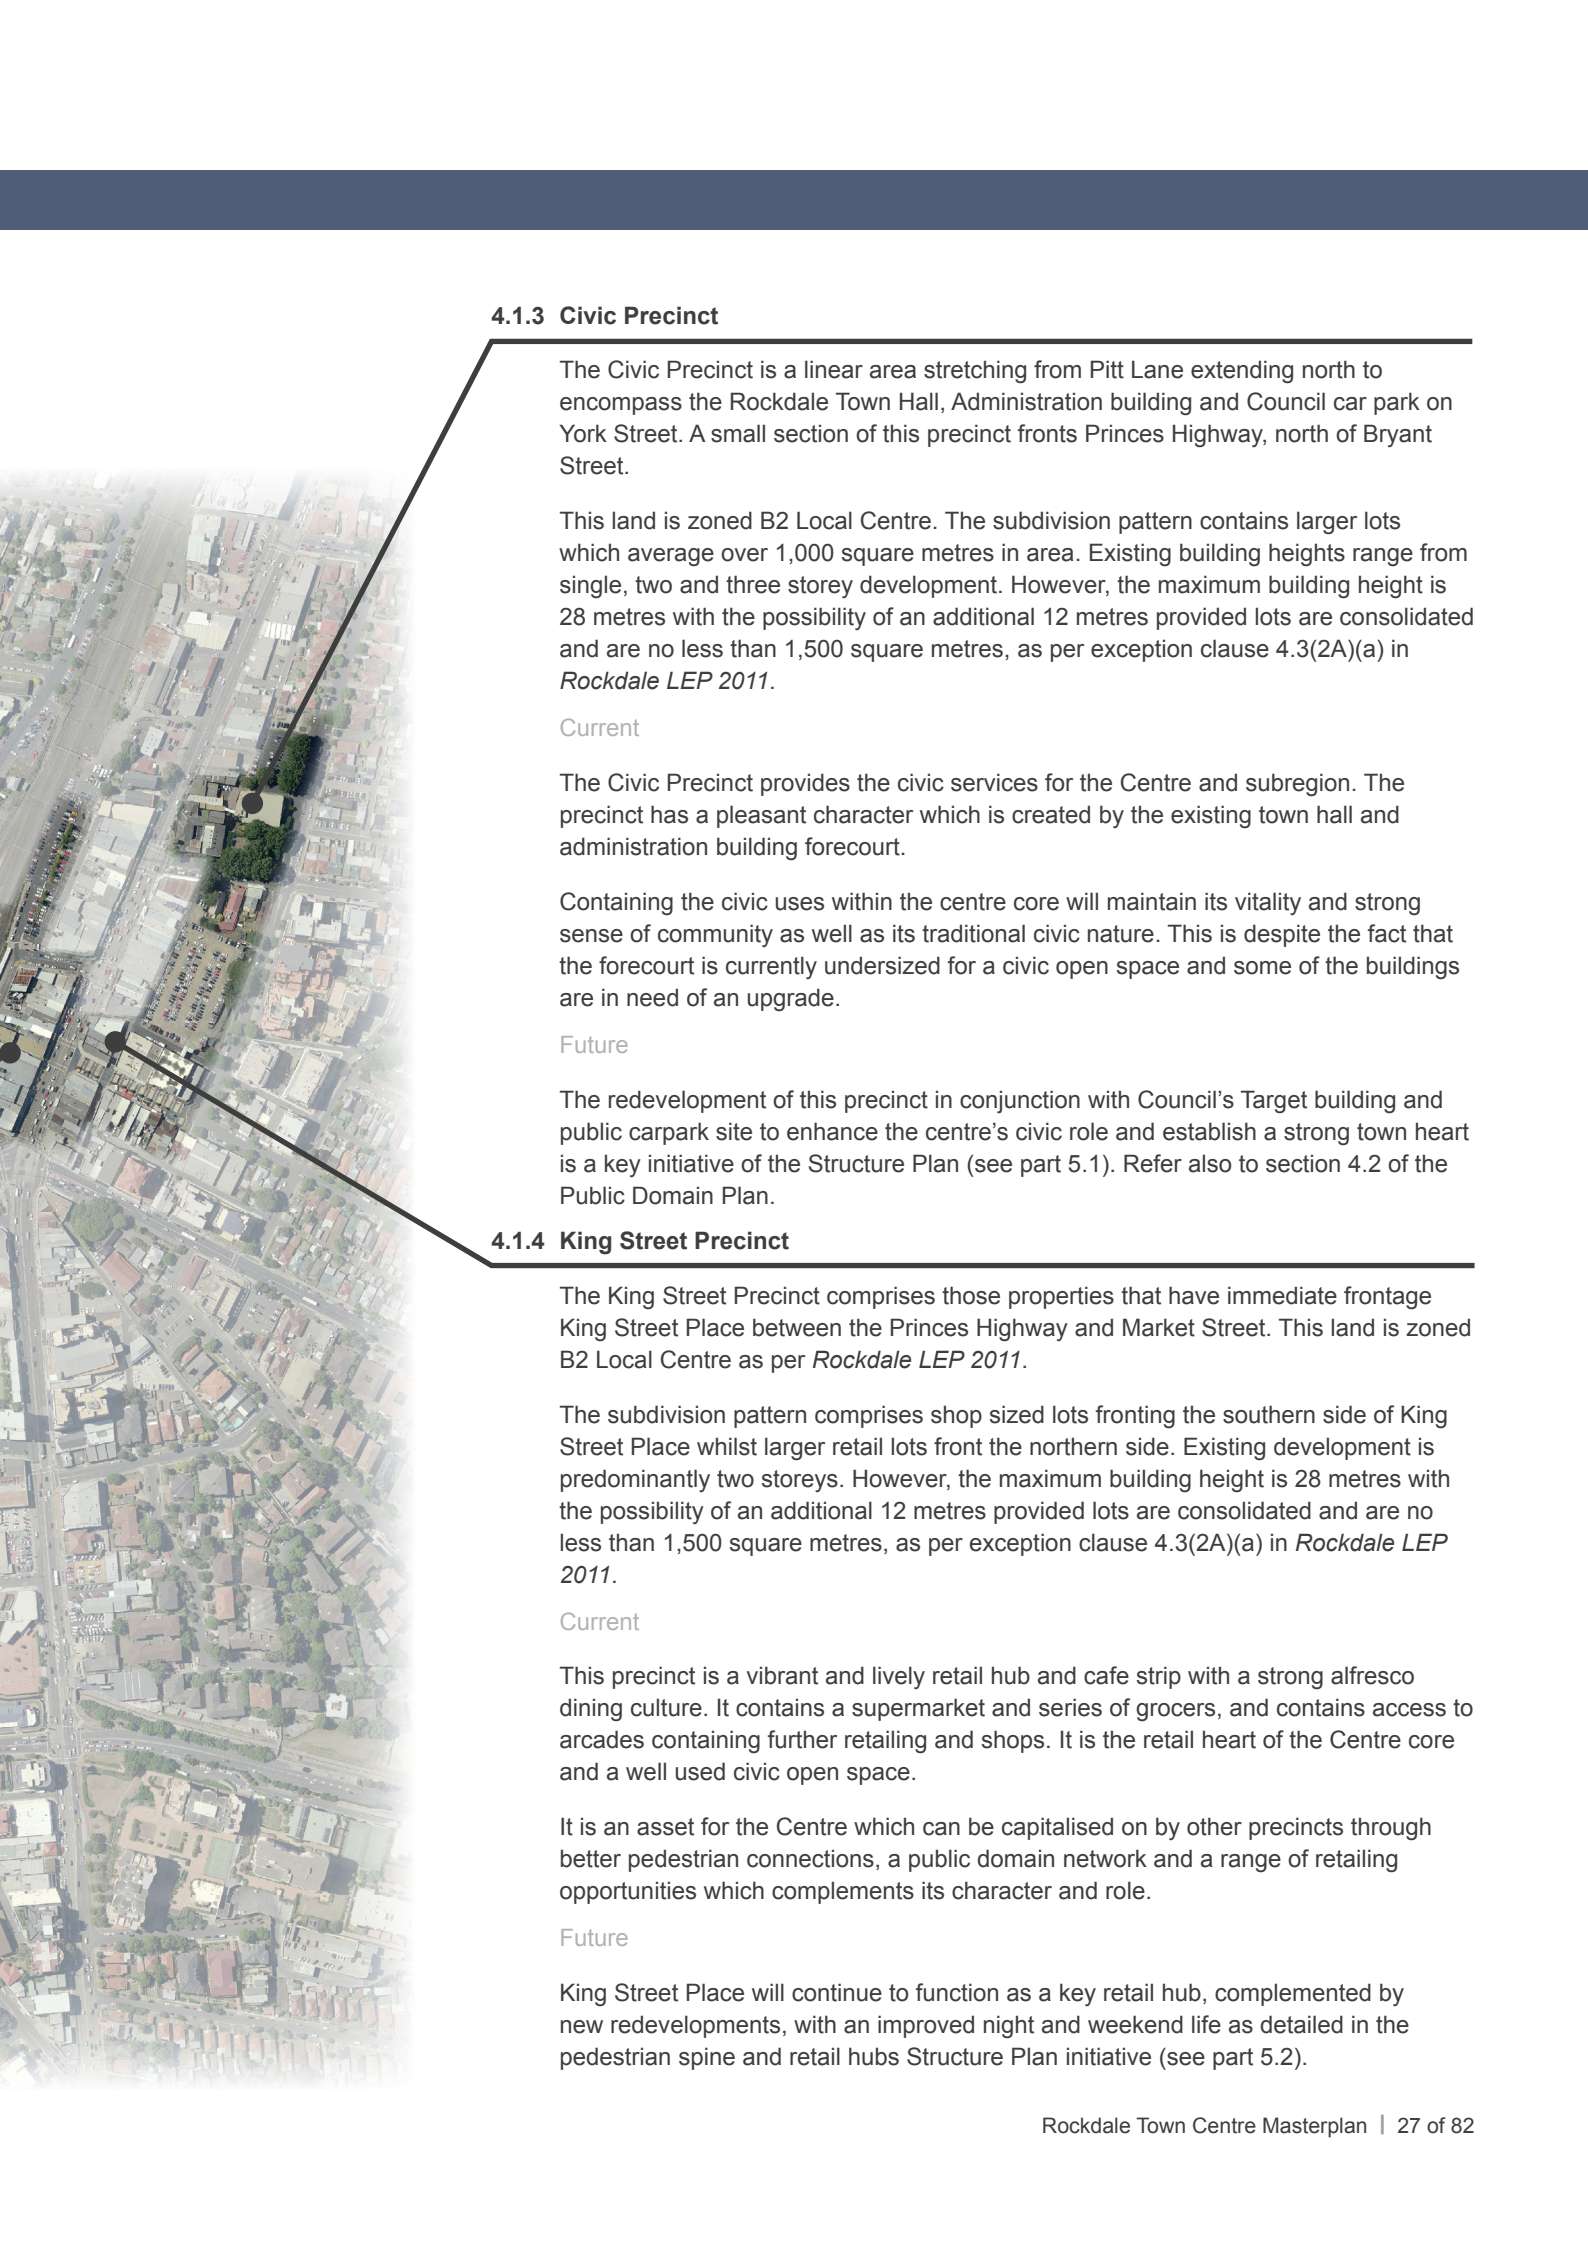 4.1.3 Civic Precinct
The Civic Precinct is a linear area stretching from Pitt Lane extending north to
encompass the Rockdale Town Hall, Administration building and Council car park on
York Street. A small section of this precinct fronts Princes Highway, north of Bryant
Street.
This land is zoned B2 Local Centre. The subdivision pattern contains larger lots
which average over 1,000 square metres in area. Existing building heights range from
single, two and three storey development. However, the maximum building height is
28 metres with the possibility of an additional 12 metres provided lots are consolidated
and are no less than 1,500 square metres, as per exception clause 4.3(2A)(a) in
Rockdale LEP 2011.
Current
The Civic Precinct provides the civic services for the Centre and subregion. The
precinct has a pleasant character which is created by the existing town hall and
administration building forecourt.
Containing the civic uses within the centre core will maintain its vitality and strong
sense of community as well as its traditional civic nature. This is despite the fact that
the forecourt is currently undersized for a civic open space and some of the buildings
are in need of an upgrade.
Future
The redevelopment of this precinct in conjunction with Council’s Target building and
public carpark site to enhance the centre’s civic role and establish a strong town heart
is a key initiative of the Structure Plan (see part 5.1). Refer also to section 4.2 of the
Public Domain Plan.
4.1.4 King Street Precinct
The King Street Precinct comprises those properties that have immediate frontage
King Street Place between the Princes Highway and Market Street. This land is zoned
B2 Local Centre as per Rockdale LEP 2011.
The subdivision pattern comprises shop sized lots fronting the southern side of King
Street Place whilst larger retail lots front the northern side. Existing development is
predominantly two storeys. However, the maximum building height is 28 metres with
the possibility of an additional 12 metres provided lots are consolidated and are no
less than 1,500 square metres, as per exception clause 4.3(2A)(a) in Rockdale LEP
2011.
Current
This precinct is a vibrant and lively retail hub and cafe strip with a strong alfresco
dining culture. It contains a supermarket and series of grocers, and contains access to
arcades containing further retailing and shops. It is the retail heart of the Centre core
and a well used civic open space.
It is an asset for the Centre which can be capitalised on by other precincts through
better pedestrian connections, a public domain network and a range of retailing
opportunities which complements its character and role.
Future
King Street Place will continue to function as a key retail hub, complemented by
new redevelopments, with an improved night and weekend life as detailed in the
pedestrian spine and retail hubs Structure Plan initiative (see part 5.2).
Rockdale Town Centre Masterplan | 27 of 82